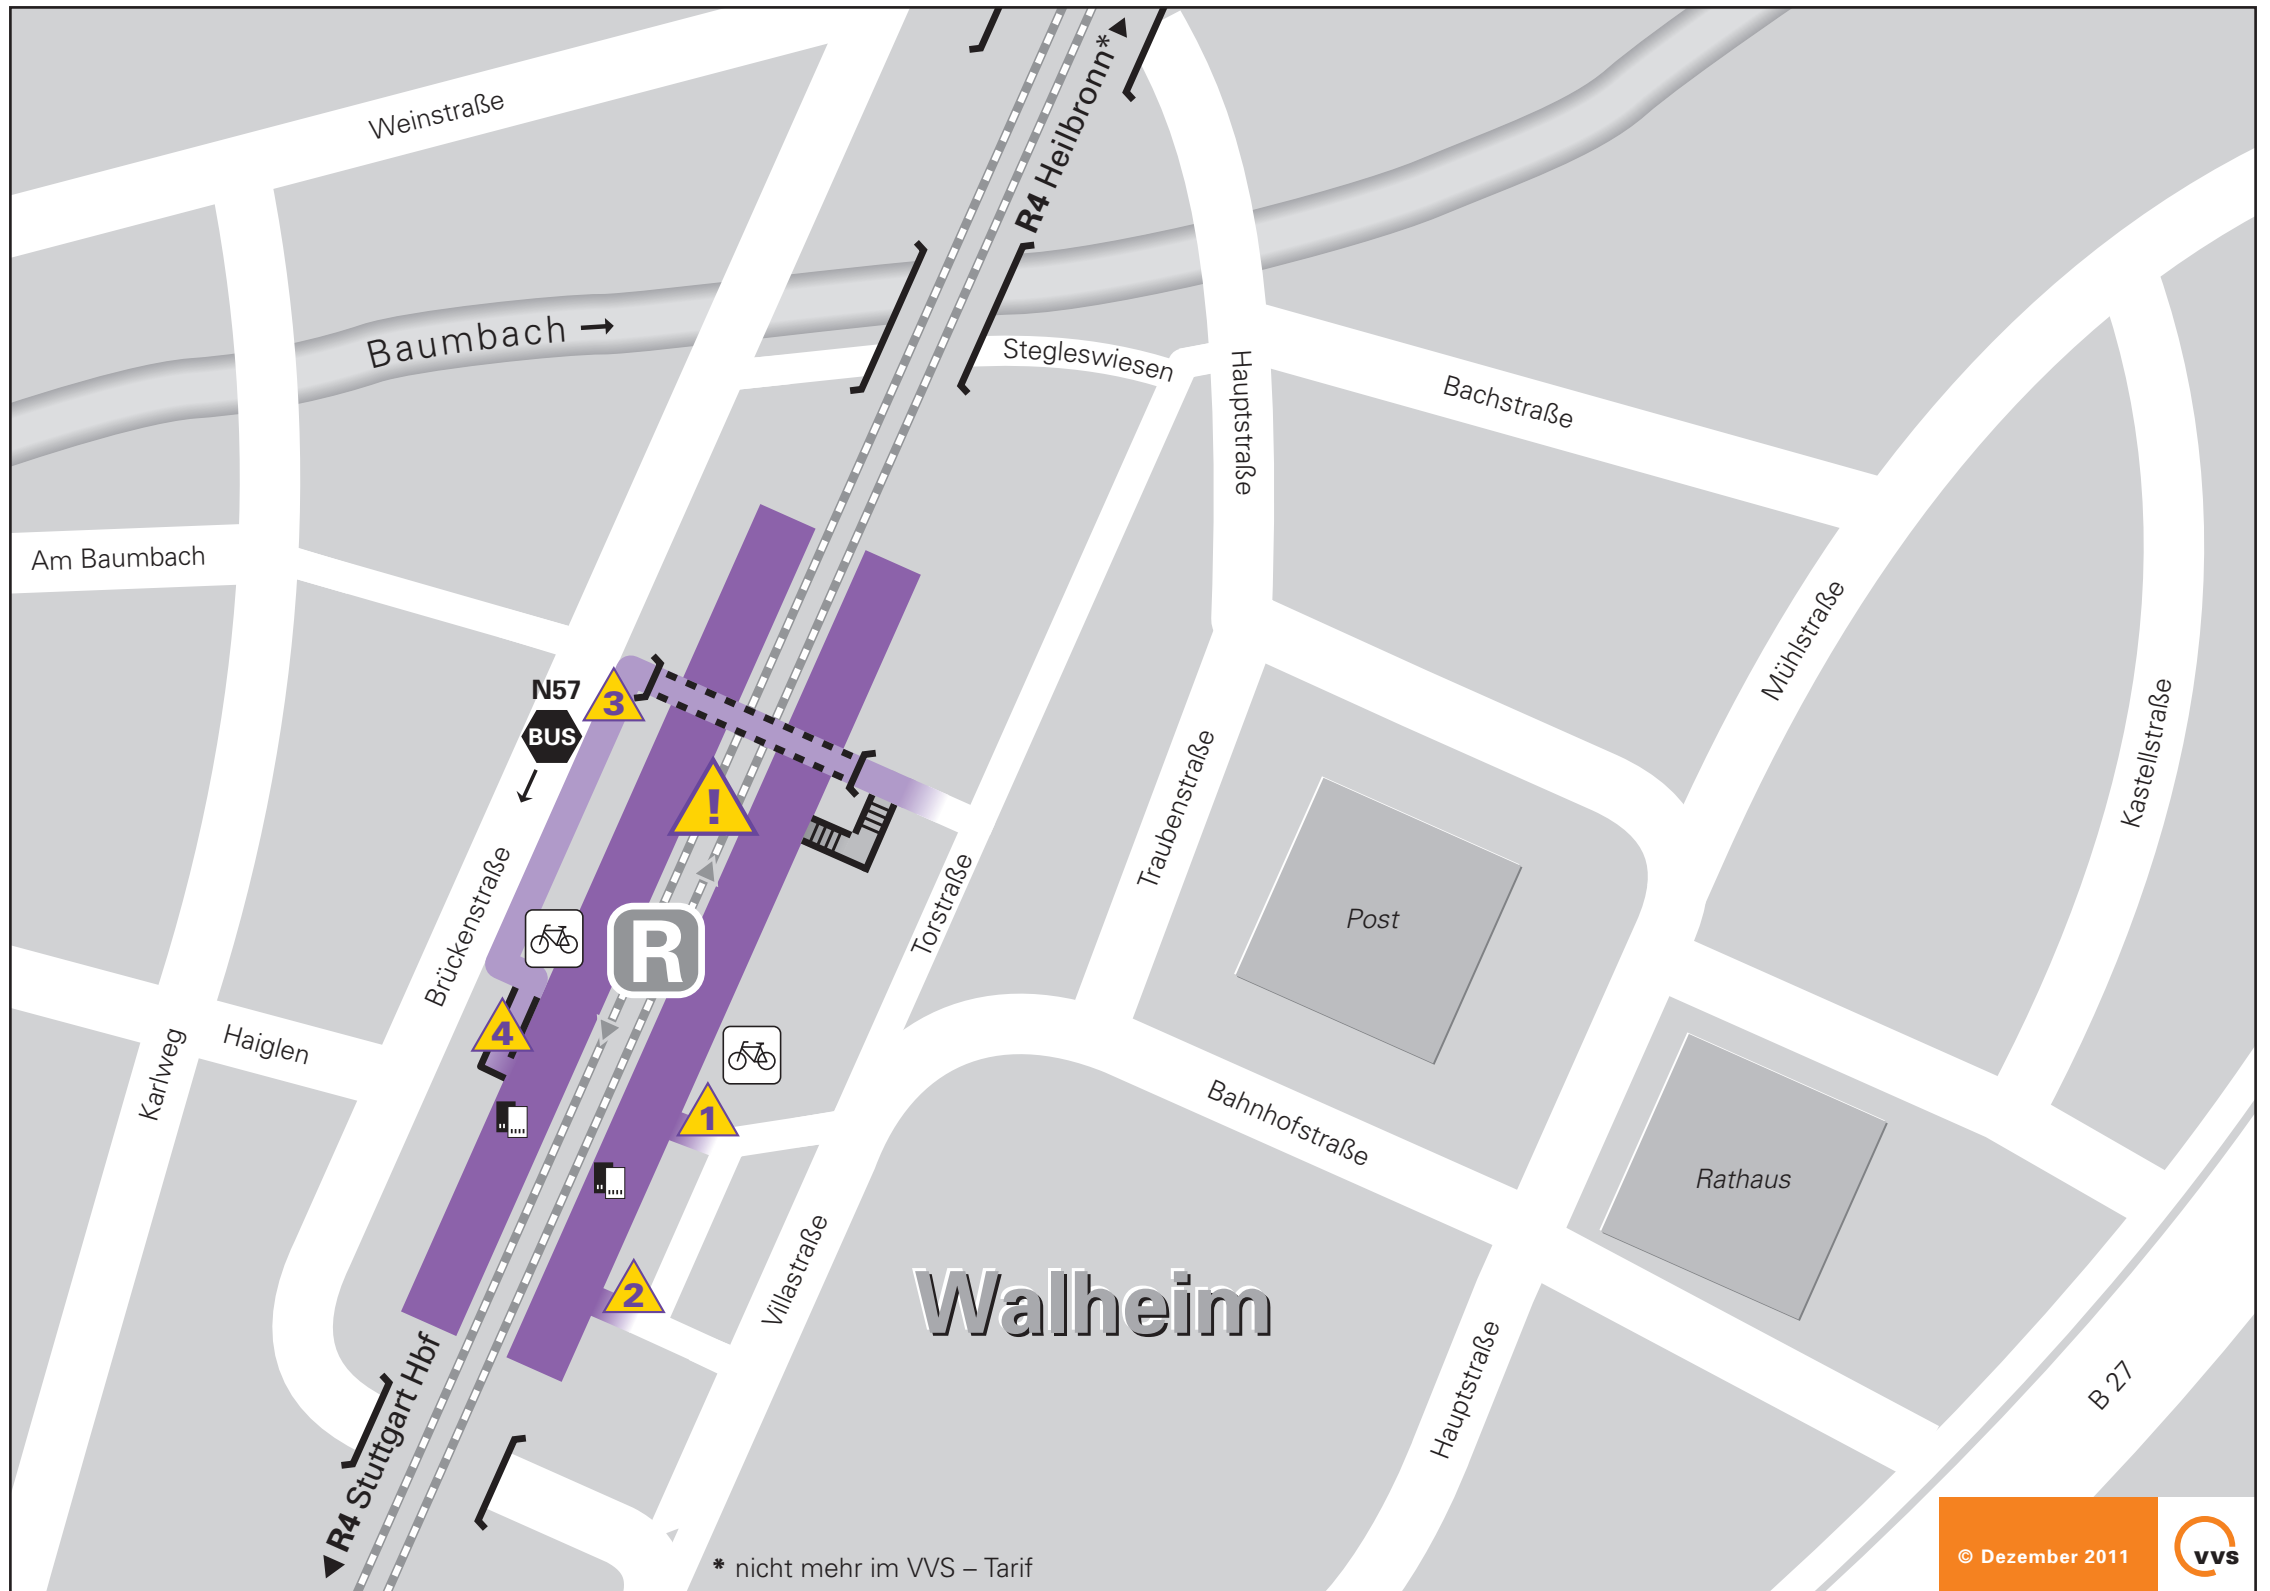 Weinstraße
R4 Heilbronn*
Baumbach
Stegleswiesen
Hauptstraße
Bachstraße
Am Baumbach
Mühlstraße
Kastellstraße
N57
BUS
3
!
Traubenstraße
Brückenstraße
Torstraße
R
Post
4
Haiglen
Karlweg
1
Bahnhofstraße
Rathaus
2
Villastraße
Walheim
Hauptstraße
B 27
R4 Stuttgart Hbf
* nicht mehr im VVS – Tarif
© Dezember 2011
vvs